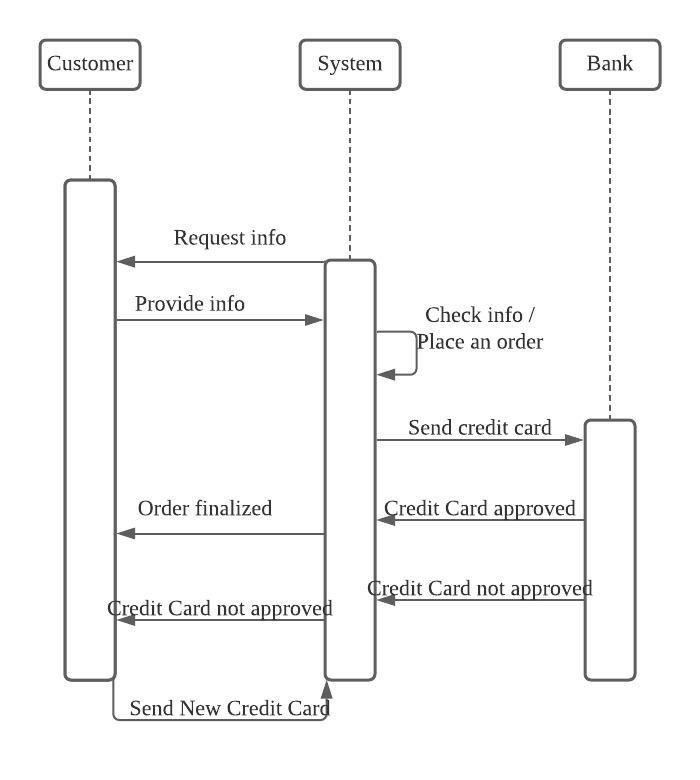 Customer
System
Bank
Request info
Provide info
Check info /
Place an order
Send credit card
Order finalized
Credit Card approved
Credit Card not approved
Credit Card not approved
Send New Credit Card